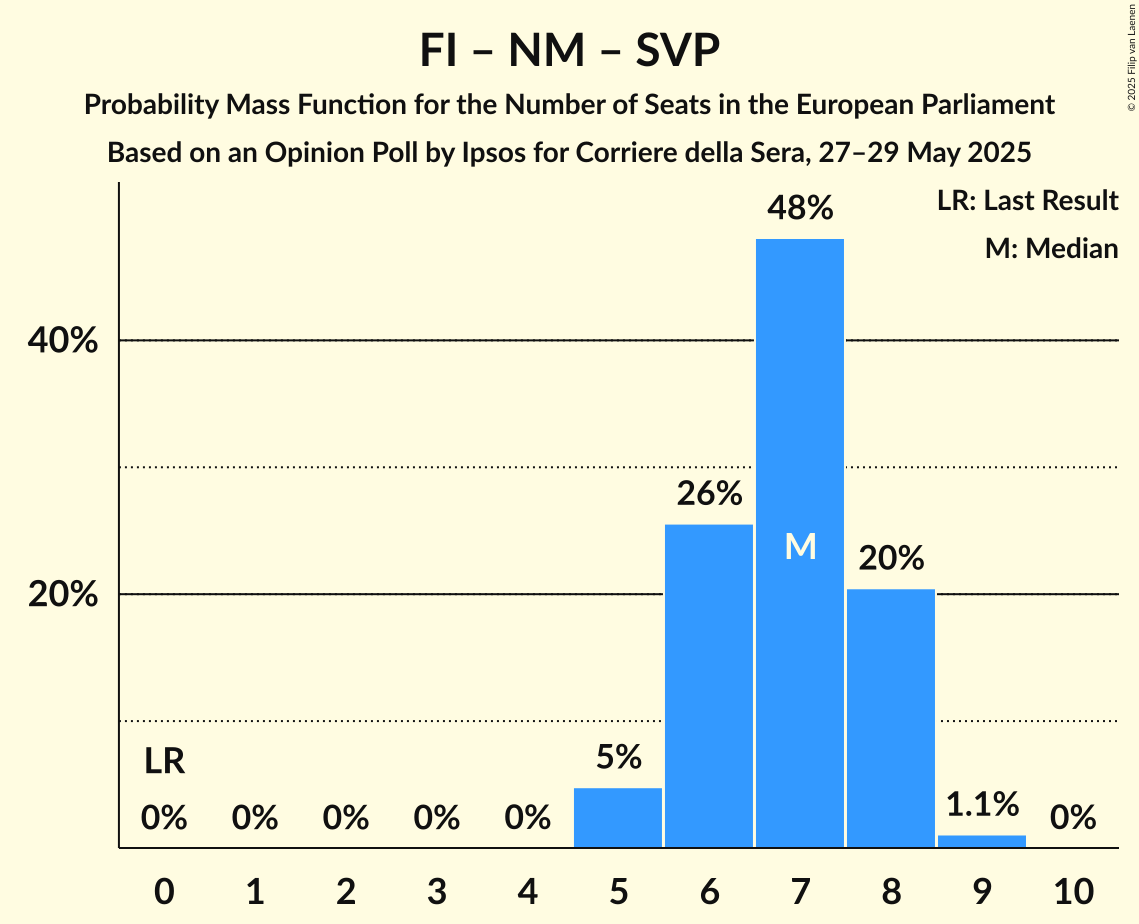 FI – NM – SVP
Probability Mass Function for the Number of Seats in the European Parliament
Based on an Opinion Poll by Ipsos for Corriere della Sera, 27–29 May 2025
© 2025 Filip van Laenen
LR: Last Result
M: Median
48%
40%
26%
M
20%
20%
LR
5%
0% 0% 0% 0% 0% 1.1% 0%
0 1 2 3 4 5 6 7 8 9 10